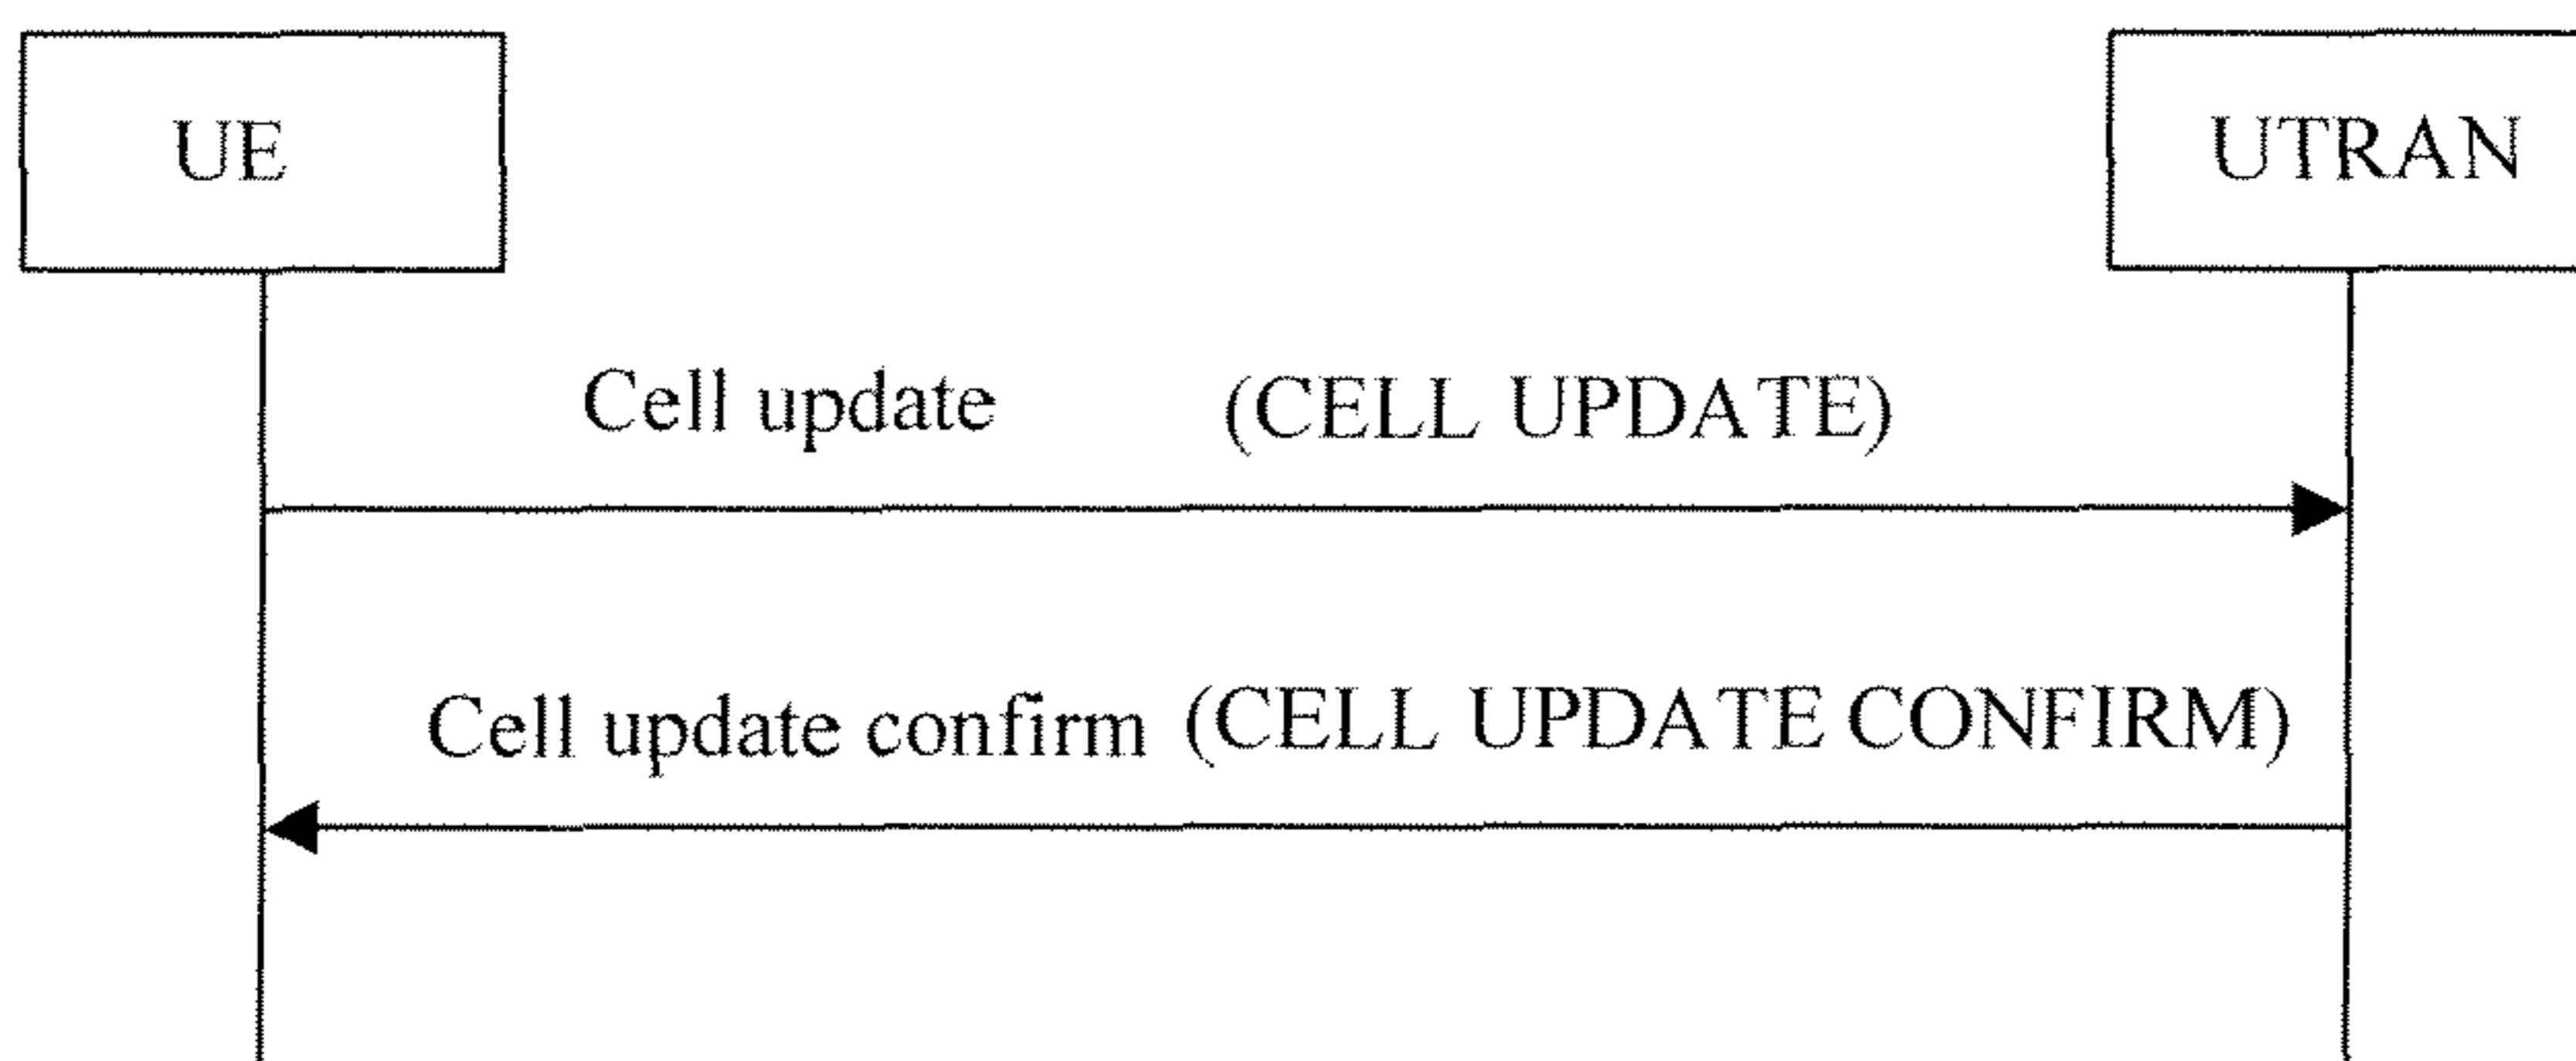 UE
UTRAN
Cell update (CELL UPDATE)
Cell update confirm (CELL UPDATE CONFIRM)